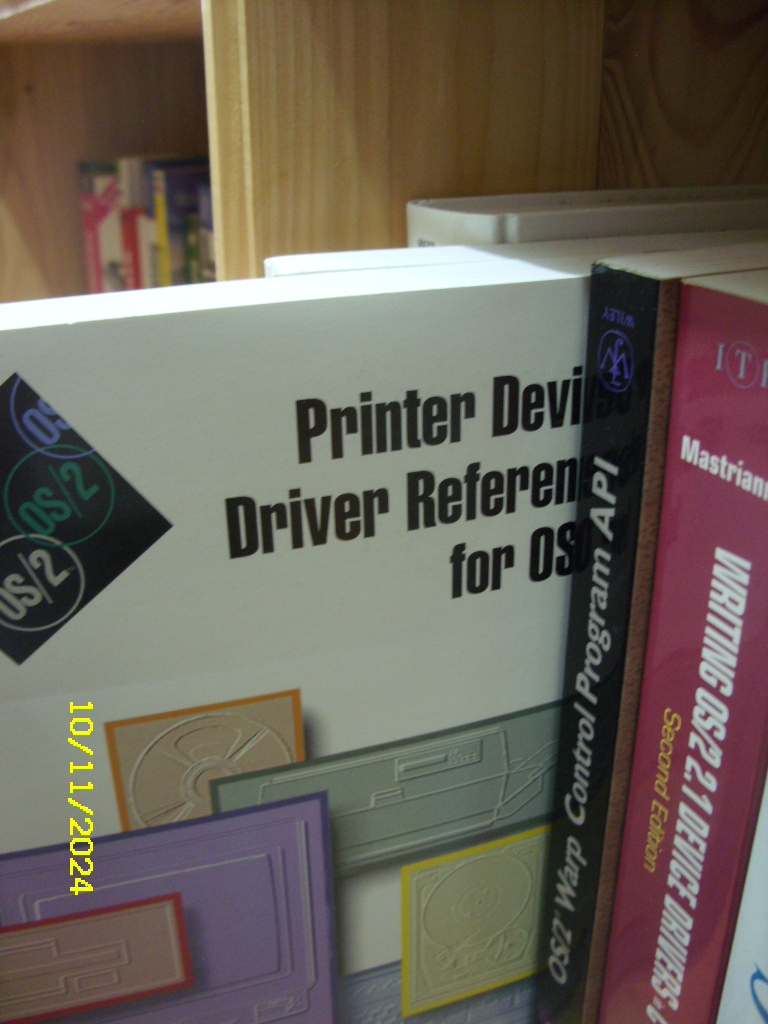 Printer Devi
Driver Referen
for OS
OS
OS/2
OS/2
WILEY
OS/2 Warp Control Program API
Mastriann
WRITING OS/2 2.1 DEVICE DRIVERS
Second Edition
10/11/2024